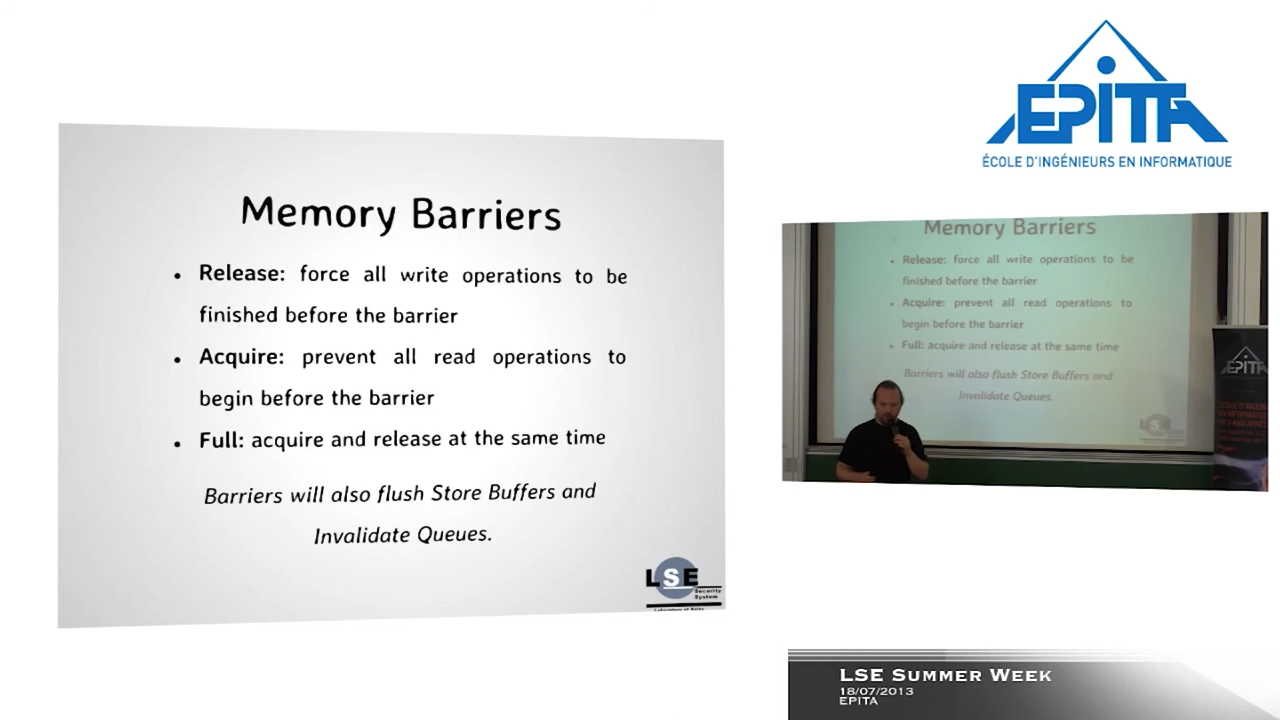 Memory Barriers
• Release: force all write operations to be
finished before the barrier
• Acquire: prevent all read operations to
begin before the barrier
• Full: acquire and release at the same time
Barriers will also flush Store Buffers and
Invalidate Queues.
LSE
Security
System
EPITA
ÉCOLE D'INGÉNIEURS EN INFORMATIQUE
Memory Barriers
• Release: force all write operations to be
finished before the barrier
• Acquire: prevent all read operations to
begin before the barrier
• Full: acquire and release at the same time
Barriers will also flush Store Buffers and
Invalidate Queues.
LSE
EPITA
LSE SUMMER WEEK
18/07/2013
EPITA